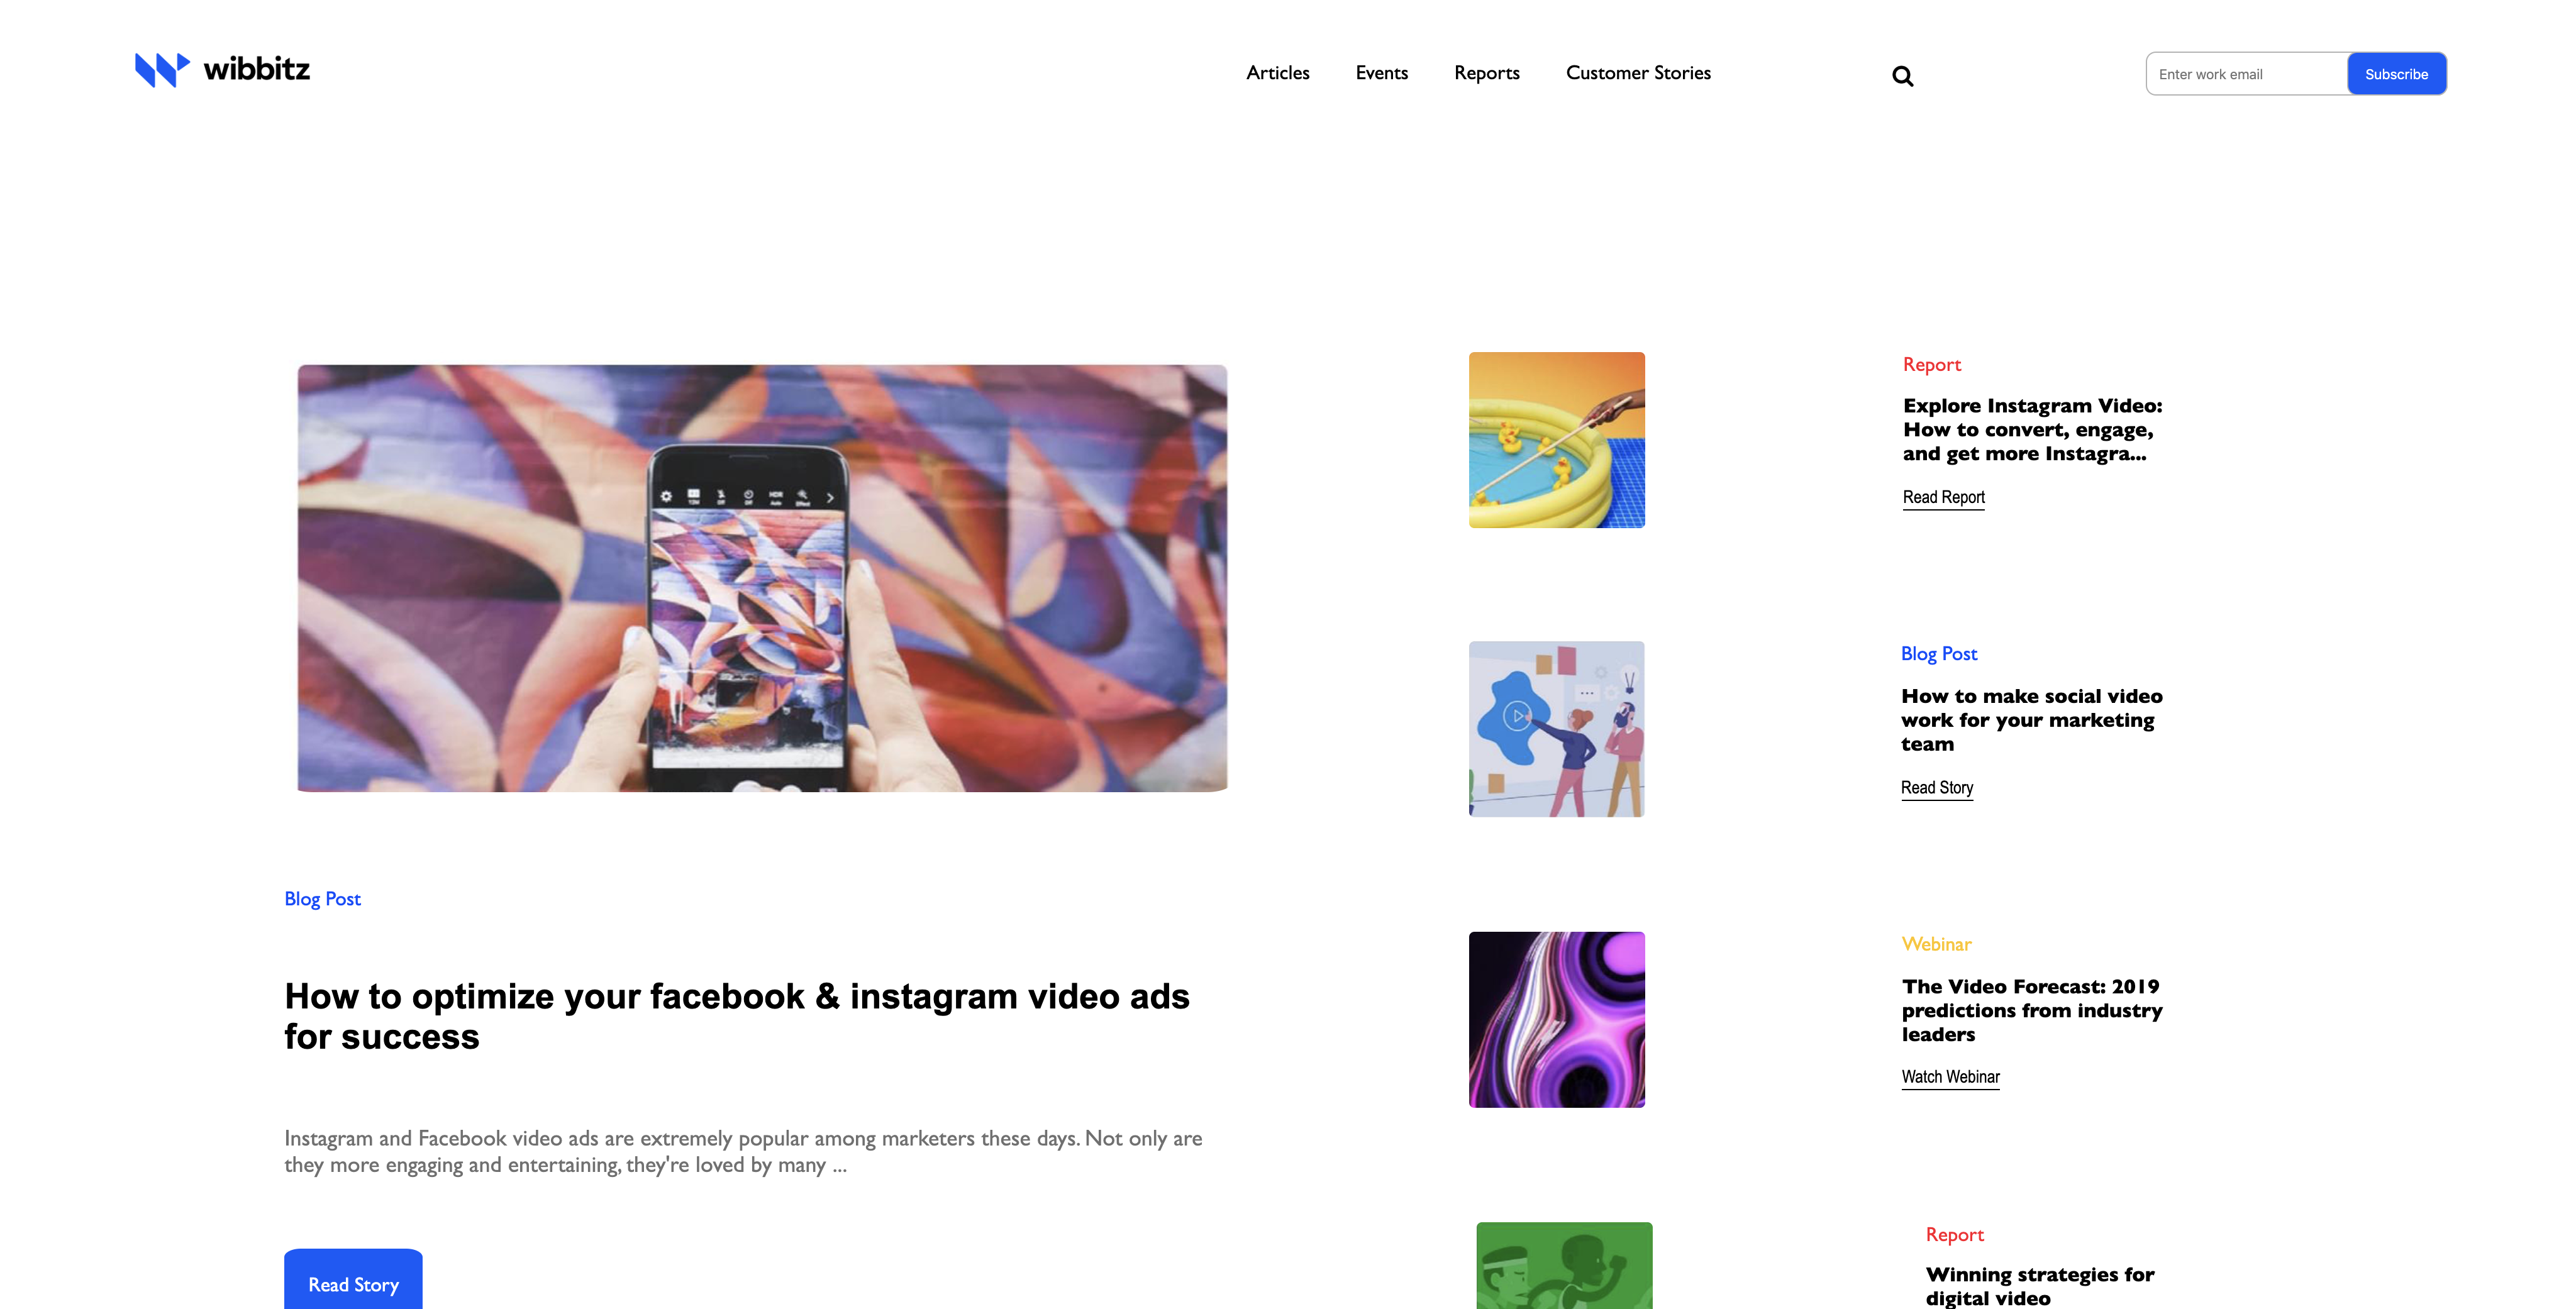 wibbitz
Articles
Events
Reports
Customer Stories
Enter work email
Subscribe
Blog Post
How to optimize your facebook & instagram video ads
for success
Instagram and Facebook video ads are extremely popular among marketers these days. Not only are
they more engaging and entertaining, they're loved by many ...
Read Story
Report
Explore Instagram Video:
How to convert, engage,
and get more Instagra...
Read Report
Blog Post
How to make social video
work for your marketing
team
Read Story
Webinar
The Video Forecast: 2019
predictions from industry
leaders
Watch Webinar
Report
Winning strategies for
digital video